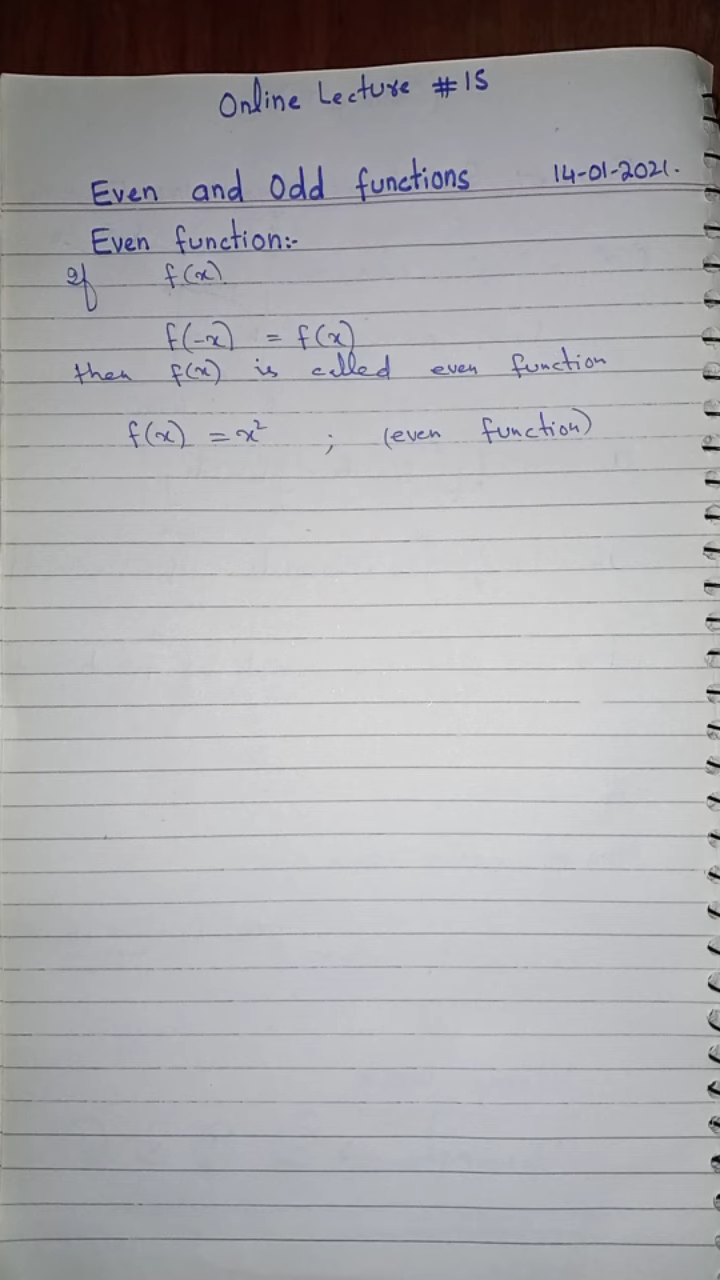 Online Lecture #15
Even and Odd functions 14-01-2021.
Even function:-
If f(x)
f(-x) = f(x)
then f(x) is called even function
f(x) = x² ; (even function)